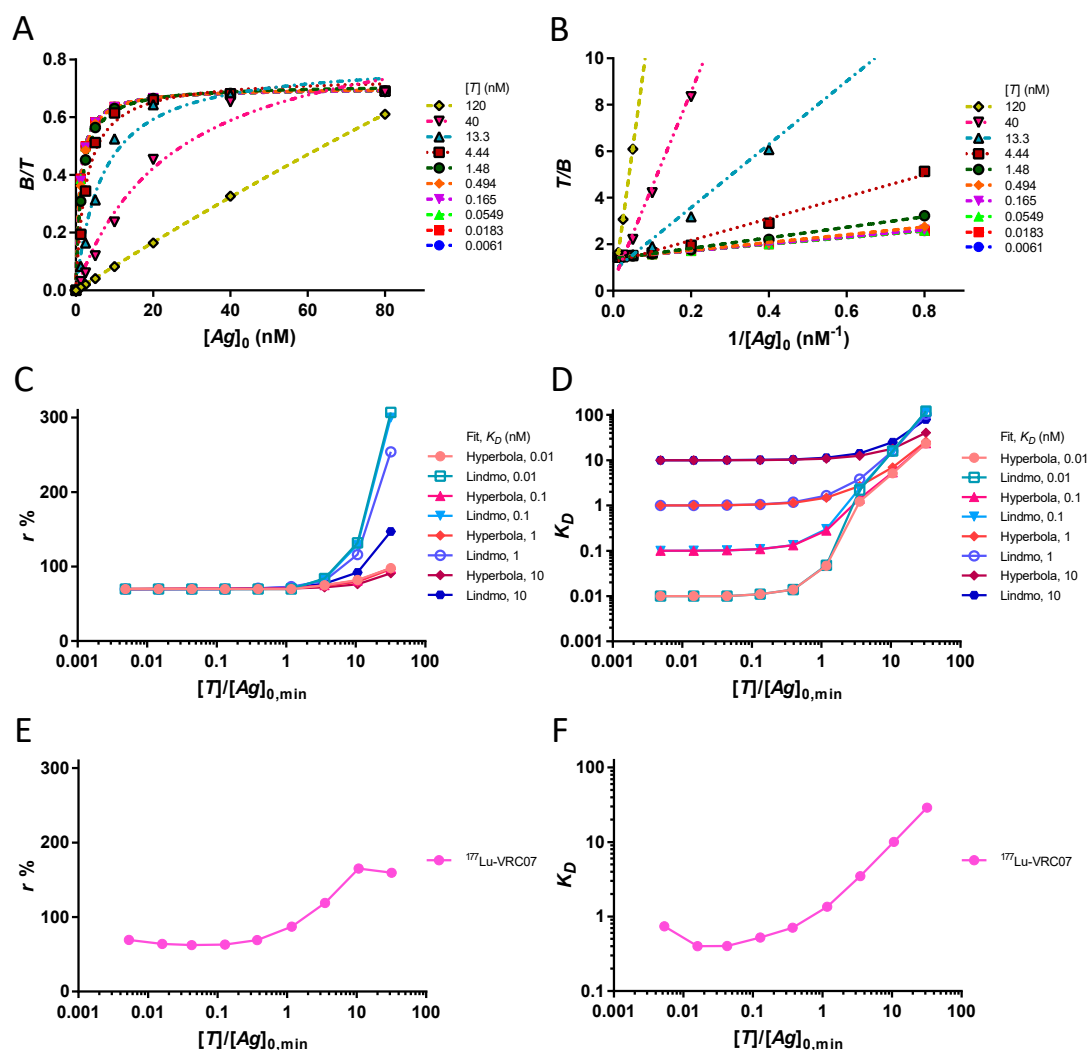 A
B/T
0.8
0.6
0.4
0.2
0.0
0 20 40 60 80
[Ag]0 (nM)
[T] (nM)
120
40
13.3
4.44
1.48
0.494
0.165
0.0549
0.0183
0.0061
B
T/B
10
8
6
4
2
0
0.0 0.2 0.4 0.6 0.8
1/[Ag]0 (nM-1)
[T] (nM)
120
40
13.3
4.44
1.48
0.494
0.165
0.0549
0.0183
0.0061
C
r %
300
200
100
0
0.001 0.01 0.1 1 10 100
[T]/[Ag]0,min
Fit, KD (nM)
Hyperbola, 0.01
Lindmo, 0.01
Hyperbola, 0.1
Lindmo, 0.1
Hyperbola, 1
Lindmo, 1
Hyperbola, 10
Lindmo, 10
D
KD
100
10
1
0.1
0.01
0.001
0.001 0.01 0.1 1 10 100
[T]/[Ag]0,min
Fit, KD (nM)
Hyperbola, 0.01
Lindmo, 0.01
Hyperbola, 0.1
Lindmo, 0.1
Hyperbola, 1
Lindmo, 1
Hyperbola, 10
Lindmo, 10
E
r %
300
200
100
0
0.001 0.01 0.1 1 10 100
[T]/[Ag]0,min
177Lu-VRC07
F
KD
100
10
1
0.1
0.001 0.01 0.1 1 10 100
[T]/[Ag]0,min
177Lu-VRC07